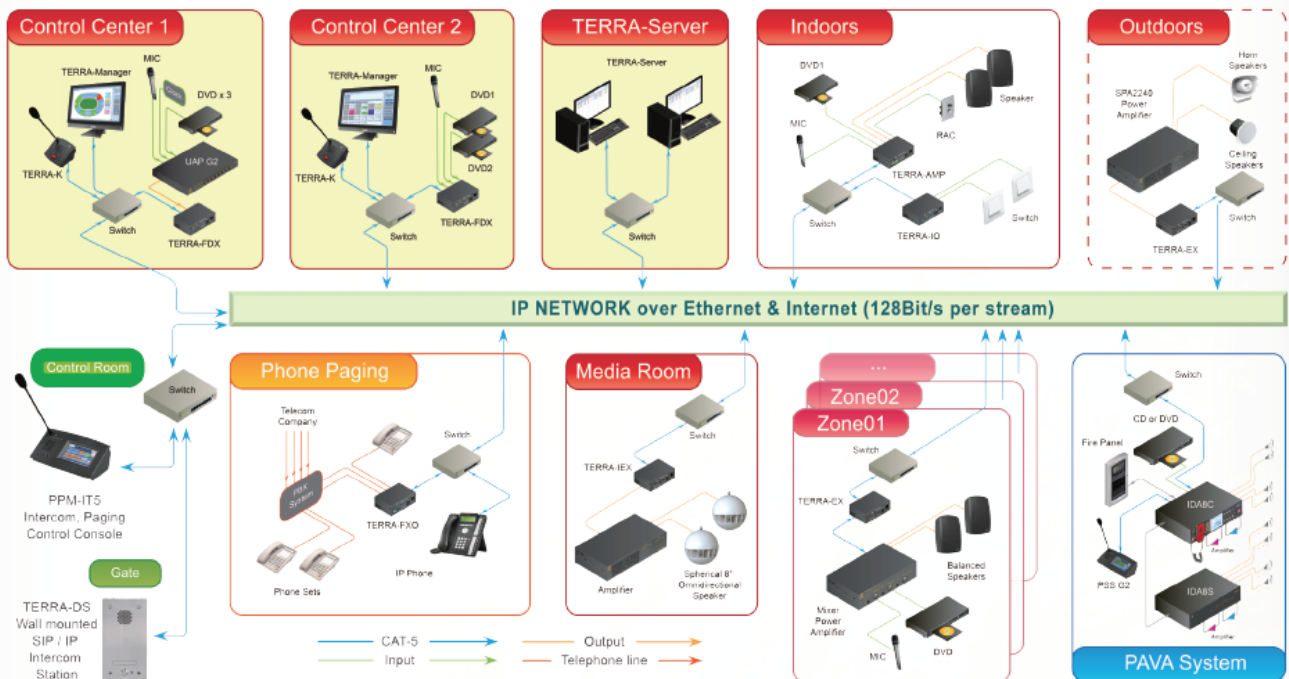 Control Center 1
MIC
TERRA-Manager
DVD x 3
UAP G2
TERRA-K
Switch
TERRA-FDX
Control Center 2
MIC
TERRA-Manager
DVD1
DVD2
TERRA-K
TERRA-FDX
Switch
TERRA-Server
TERRA-Server
Switch
Indoors
DVD1
Speaker
MIC
RAC
TERRA-AMP
Switch
TERRA-IO
Switch
Outdoors
Horn
Speakers
SPA2240
Power
Amplifier
Ceiling
Speakers
Switch
TERRA-EX
IP NETWORK over Ethernet & Internet (128Bit/s per stream)
Control Room
Switch
PPM-IT5
Intercom, Paging
Control Console
Gate
TERRA-DS
Wall mounted
SIP / IP
Intercom
Station
Phone Paging
Telecom
Company
Switch
PBX
System
TERRA-FXO
IP Phone
Phone Sets
Media Room
Switch
TERRA-IEX
Amplifier
Spherical 8"
Omnidirectional
Speaker
...
Zone02
Zone01
Switch
TERRA-EX
Balanced
Speakers
Mixer
Power
Amplifier
MIC
DVD
Switch
CD or DVD
Fire Panel
IDA8C
Amplifier
PSS G2
IDA8S
Amplifier
PAVA System
CAT-5
Output
Input
Telephone line